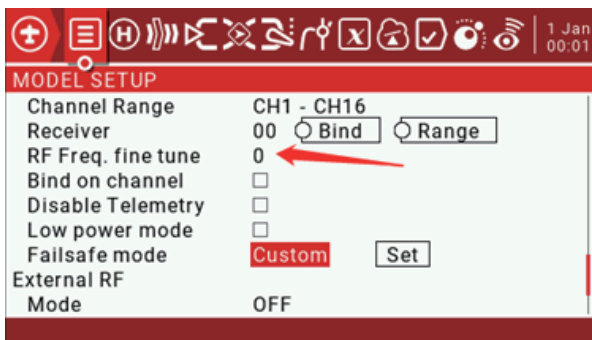 1 Jan
00:01
MODEL SETUP
Channel Range CH1 - CH16
Receiver 00 Bind Range
RF Freq. fine tune 0
Bind on channel
Disable Telemetry
Low power mode
Failsafe mode Custom Set
External RF
Mode OFF